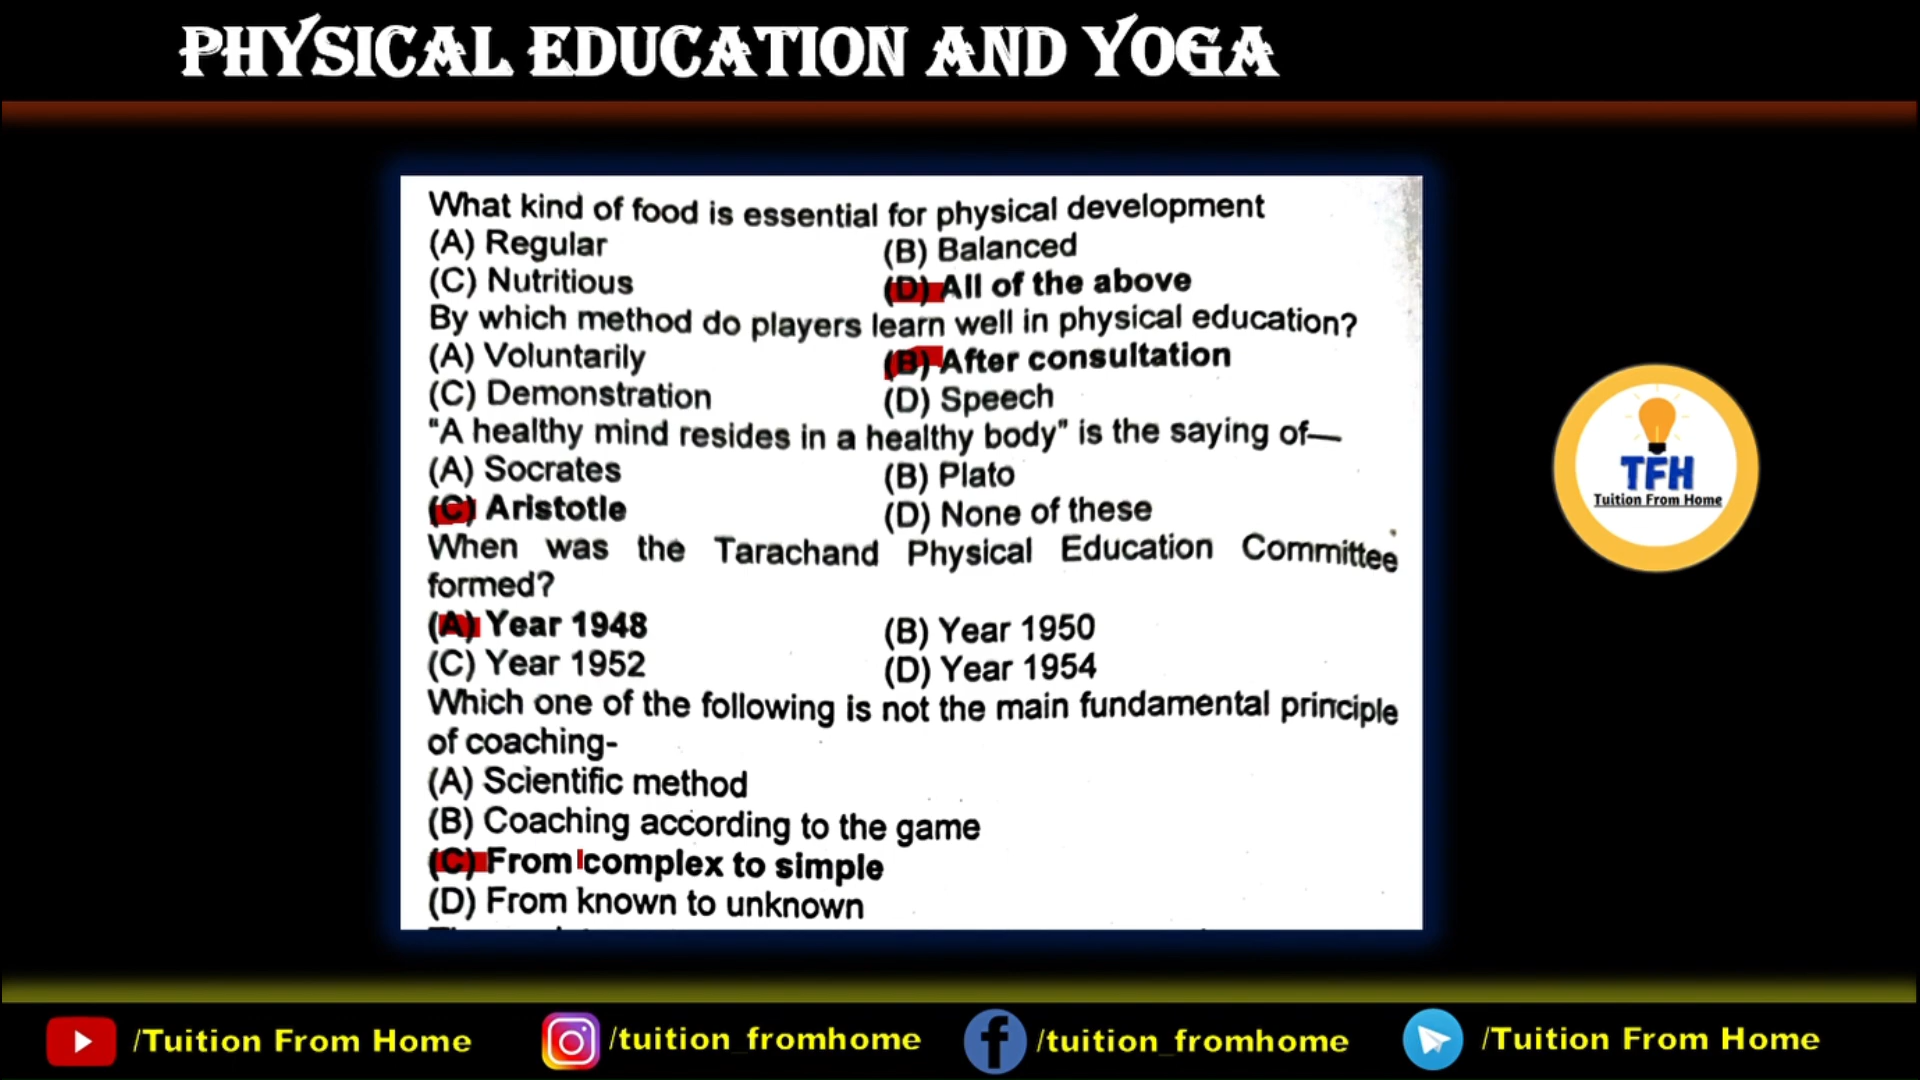 PHYSICAL EDUCATION AND YOGA
What kind of food is essential for physical development
(A) Regular (B) Balanced
(C) Nutritious (D) All of the above
By which method do players learn well in physical education?
(A) Voluntarily (B) After consultation
(C) Demonstration (D) Speech
"A healthy mind resides in a healthy body" is the saying of—
(A) Socrates (B) Plato
(C) Aristotle (D) None of these
When was the Tarachand Physical Education Committee
formed?
(A) Year 1948 (B) Year 1950
(C) Year 1952 (D) Year 1954
Which one of the following is not the main fundamental principle
of coaching-
(A) Scientific method
(B) Coaching according to the game
(C) From complex to simple
(D) From known to unknown
TFH
Tuition From Home
/Tuition From Home /tuition_fromhome /tuition_fromhome /Tuition From Home